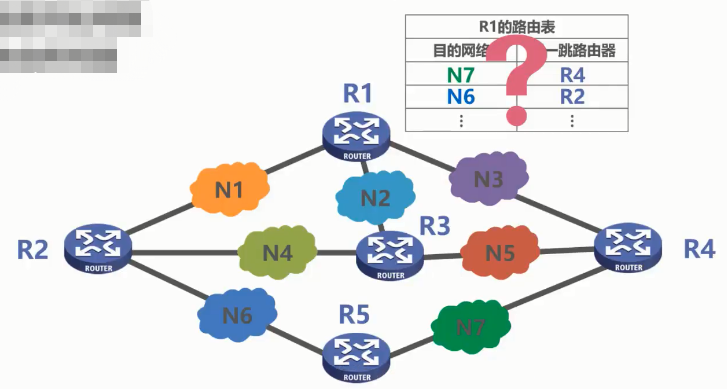 R1的路由表
目的网络 一跳路由器
N7 R4
N6 R2
⋮ ⋮
?
R1
ROUTER
N1 N2 N3
R2 R3 R4
ROUTER ROUTER ROUTER
N4 N5
N6 R5 N7
ROUTER